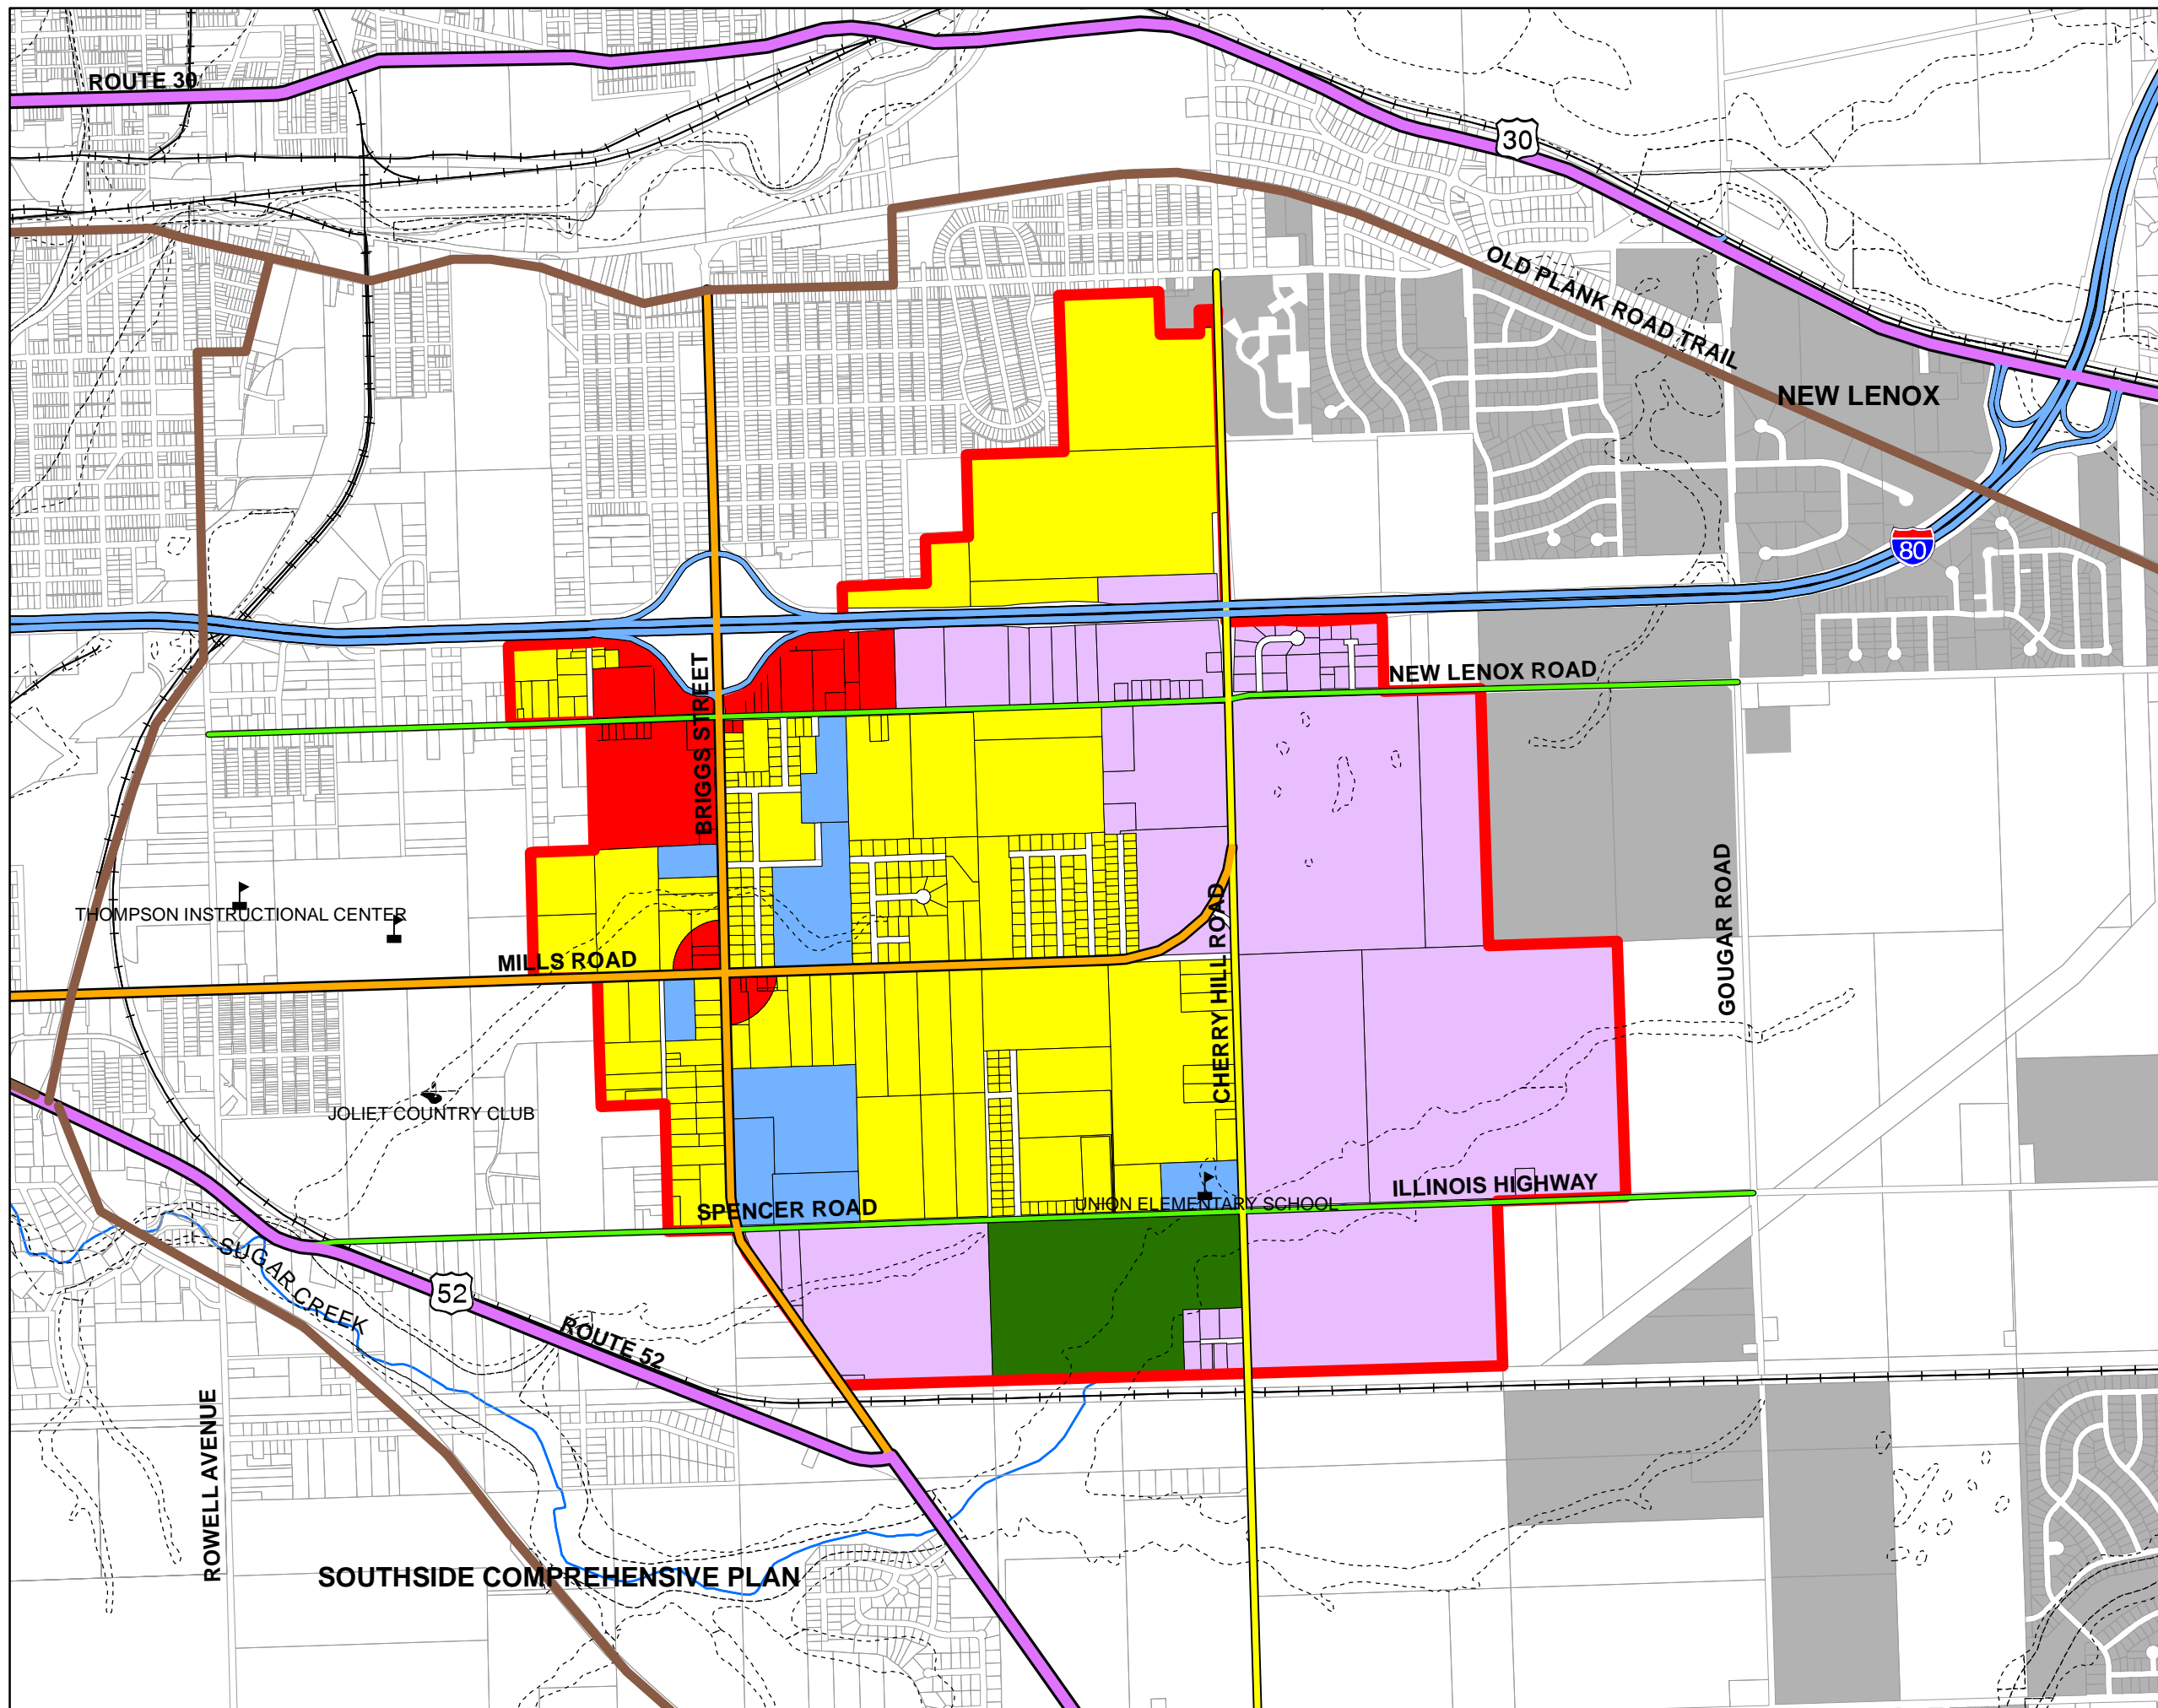 ROUTE 30
30
OLD PLANK ROAD TRAIL
NEW LENOX
80
BRIGGS STREET
NEW LENOX ROAD
THOMPSON INSTRUCTIONAL CENTER
MILLS ROAD
CHERRY HILL ROAD
GOUGAR ROAD
JOLIET COUNTRY CLUB
SPENCER ROAD
UNION ELEMENTARY SCHOOL
ILLINOIS HIGHWAY
SUGAR CREEK
52
ROUTE 52
ROWELL AVENUE
SOUTHSIDE COMPREHENSIVE PLAN